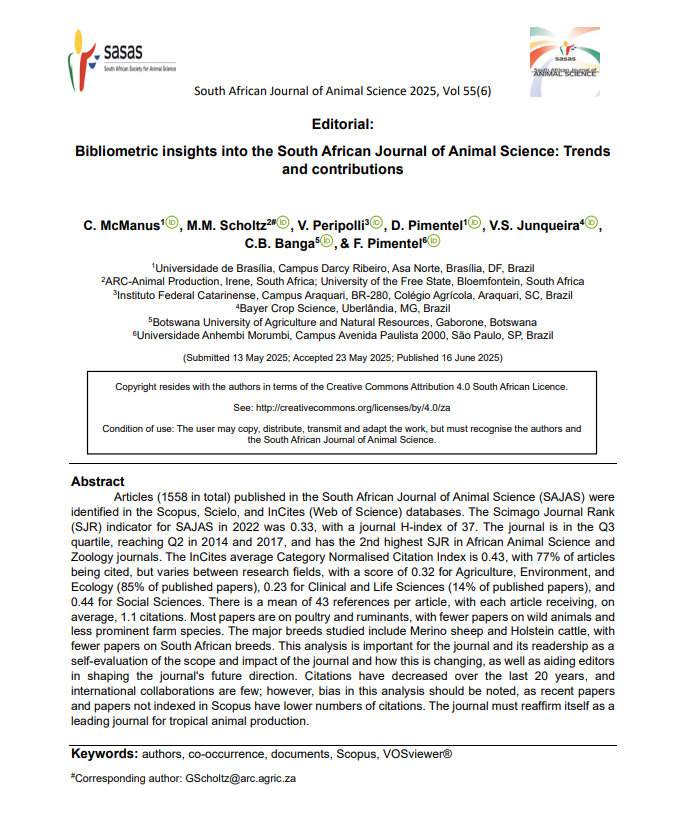 sasas
South African Society for Animal Science
sasas
South African Journal of
ANIMAL SCIENCE
South African Journal of Animal Science 2025, Vol 55(6)
Editorial:
Bibliometric insights into the South African Journal of Animal Science: Trends
and contributions
C. McManus1iD, M.M. Scholtz2#iD, V. Peripolli3iD, D. Pimentel1iD, V.S. Junqueira4iD,
C.B. Banga5iD, & F. Pimentel6iD
1Universidade de Brasília, Campus Darcy Ribeiro, Asa Norte, Brasília, DF, Brazil
2ARC-Animal Production, Irene, South Africa; University of the Free State, Bloemfontein, South Africa
3Instituto Federal Catarinense, Campus Araquari, BR-280, Colégio Agrícola, Araquari, SC, Brazil
4Bayer Crop Science, Uberlândia, MG, Brazil
5Botswana University of Agriculture and Natural Resources, Gaborone, Botswana
6Universidade Anhembi Morumbi, Campus Avenida Paulista 2000, São Paulo, SP, Brazil
(Submitted 13 May 2025; Accepted 23 May 2025; Published 16 June 2025)
Copyright resides with the authors in terms of the Creative Commons Attribution 4.0 South African Licence.
See: http://creativecommons.org/licenses/by/4.0/za
Condition of use: The user may copy, distribute, transmit and adapt the work, but must recognise the authors and
the South African Journal of Animal Science.
Abstract
Articles (1558 in total) published in the South African Journal of Animal Science (SAJAS) were
identified in the Scopus, Scielo, and InCites (Web of Science) databases. The Scimago Journal Rank
(SJR) indicator for SAJAS in 2022 was 0.33, with a journal H-index of 37. The journal is in the Q3
quartile, reaching Q2 in 2014 and 2017, and has the 2nd highest SJR in African Animal Science and
Zoology journals. The InCites average Category Normalised Citation Index is 0.43, with 77% of articles
being cited, but varies between research fields, with a score of 0.32 for Agriculture, Environment, and
Ecology (85% of published papers), 0.23 for Clinical and Life Sciences (14% of published papers), and
0.44 for Social Sciences. There is a mean of 43 references per article, with each article receiving, on
average, 1.1 citations. Most papers are on poultry and ruminants, with fewer papers on wild animals and
less prominent farm species. The major breeds studied include Merino sheep and Holstein cattle, with
fewer papers on South African breeds. This analysis is important for the journal and its readership as a
self-evaluation of the scope and impact of the journal and how this is changing, as well as aiding editors
in shaping the journal's future direction. Citations have decreased over the last 20 years, and
international collaborations are few; however, bias in this analysis should be noted, as recent papers
and papers not indexed in Scopus have lower numbers of citations. The journal must reaffirm itself as a
leading journal for tropical animal production.
Keywords: authors, co-occurrence, documents, Scopus, VOSviewer®
#Corresponding author: GScholtz@arc.agric.za